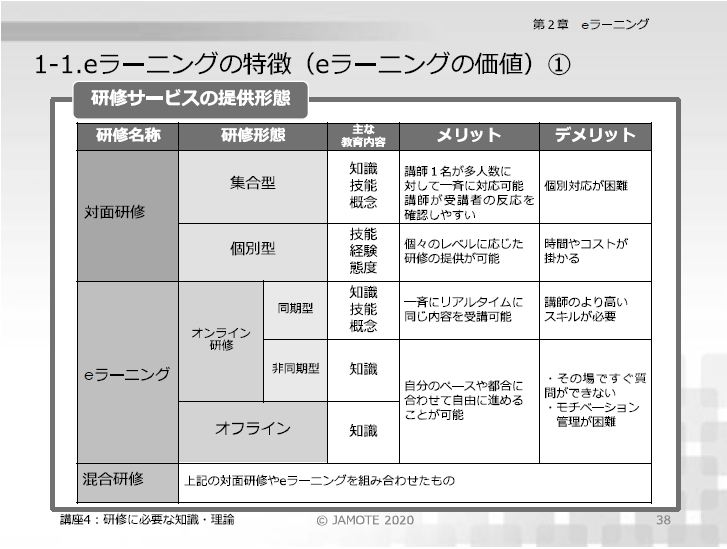 第２章　eラーニング
1-1.eラーニングの特徴（eラーニングの価値）①
研修サービスの提供形態
研修名称
研修形態
主な
教育内容
メリット
デメリット
対面研修
集合型
知識
技能
概念
講師１名が多人数に
対して一斉に対応可能
講師が受講者の反応を
確認しやすい
個別対応が困難
個別型
技能
経験
態度
個々のレベルに応じた
研修の提供が可能
時間やコストが
掛かる
eラーニング
オンライン
研修
同期型
知識
技能
概念
一斉にリアルタイムに
同じ内容を受講可能
講師のより高い
スキルが必要
非同期型
知識
自分のペースや都合に
合わせて自由に進める
ことが可能
・その場ですぐ質
問ができない
・モチベーション
管理が困難
オフライン
知識
混合研修
上記の対面研修やeラーニングを組み合わせたもの
講座4：研修に必要な知識・理論
© JAMOTE 2020
38